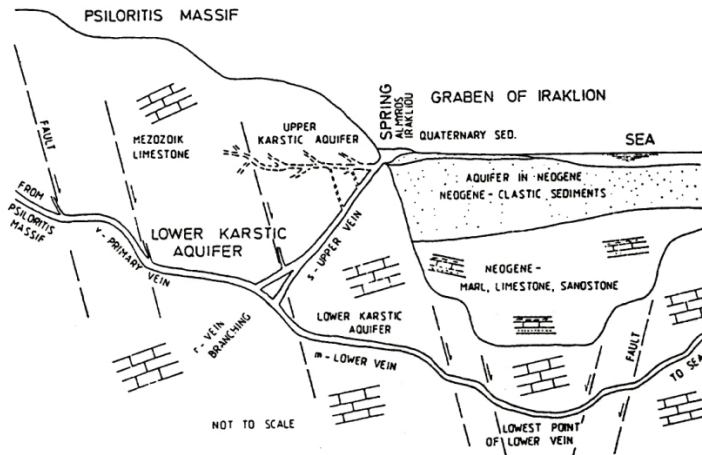 PSILORITIS MASSIF
GRABEN OF IRAKLION
SPRING
ALMYROS
IRAKLIOU
QUATERNARY SED.
SEA
FAULT
MEZOZOIK
LIMESTONE
UPPER
KARSTIC AQUIFER
AQUIFER IN NEOGENE
NEOGENE-CLASTIC SEDIMENTS
FROM
PSILORITIS
MASSIF
v-PRIMARY VEIN
LOWER KARSTIC
AQUIFER
s-UPPER VEIN
NEOGENE-
MARL, LIMESTONE, SANOSTONE
r-VEIN
BRANCHING
LOWER KARSTIC
AQUIFER
m-LOWER VEIN
FAULT
TO SEA
NOT TO SCALE
LOWEST POINT
OF LOWER VEIN